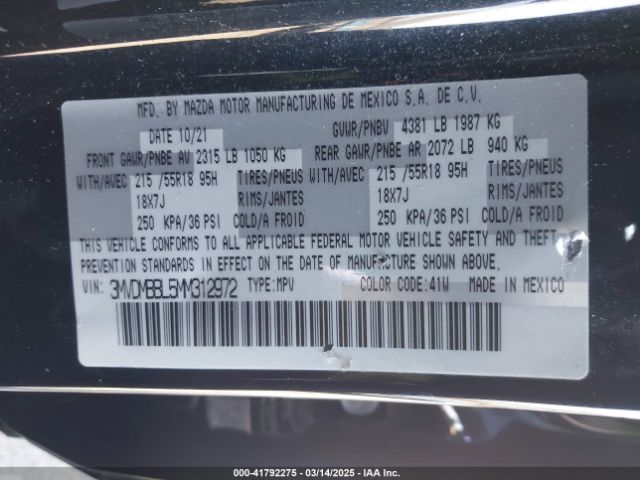 MFD. BY MAZDA MOTOR MANUFACTURING DE MEXICO S.A. DE C.V.
DATE 10/21 GVWR/PNBV 4381 LB 1987 KG
FRONT GAWR/PNBE AV 2315 LB 1050 KG REAR GAWR/PNBE AR 2072 LB 940 KG
WITH/AVEC 215 /55R18 95H TIRES/PNEUS WITH/AVEC 215 /55R18 95H TIRES/PNEUS
18X7J RIMS/JANTES 18X7J RIMS/JANTES
250 KPA/36 PSI COLD/A FROID 250 KPA/36 PSI COLD/A FROID
THIS VEHICLE CONFORMS TO ALL APPLICABLE FEDERAL MOTOR VEHICLE SAFETY AND THEFT
PREVENTION STANDARDS IN EFFECT ON THE DATE OF MANUFACTURE SHOWN ABOVE.
VIN: 3MVDMBBL5MM312972 TYPE: MPV COLOR CODE: 41W MADE IN MEXICO
000-41792275 - 03/14/2025 - IAA Inc.